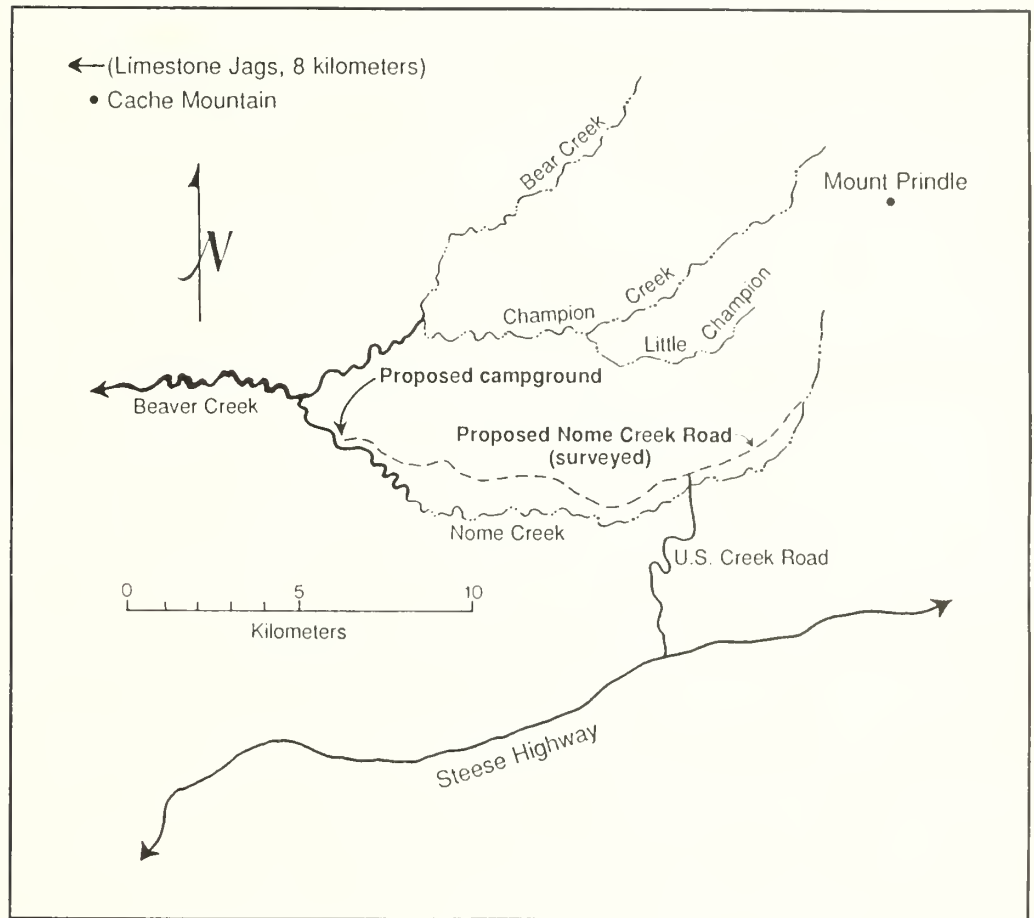 (Limestone Jags, 8 kilometers)
Cache Mountain
N
Bear Creek
Mount Prindle
Champion Creek
Little Champion
Proposed campground
Beaver Creek
Proposed Nome Creek Road
(surveyed)
Nome Creek
U.S. Creek Road
0 5 10
Kilometers
Steese Highway